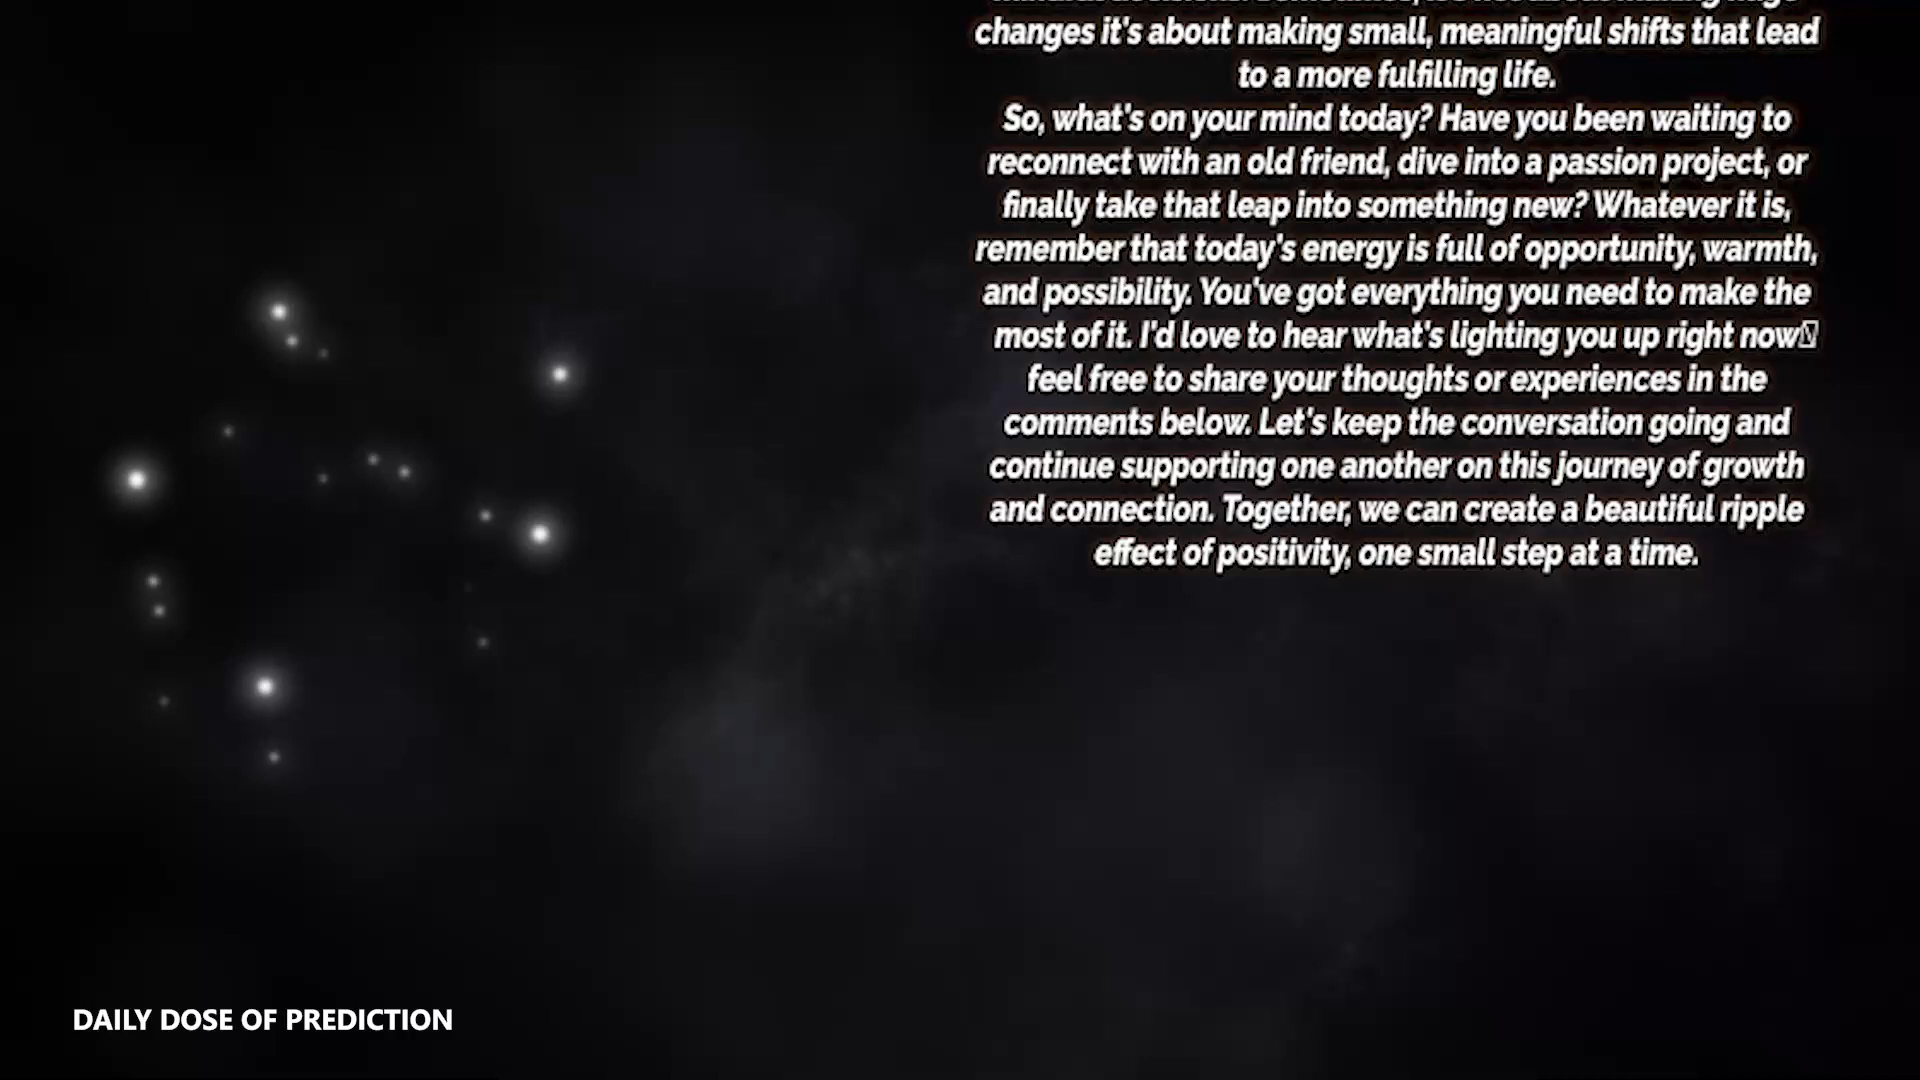 changes it's about making small, meaningful shifts that lead
to a more fulfilling life.
So, what's on your mind today? Have you been waiting to
reconnect with an old friend, dive into a passion project, or
finally take that leap into something new? Whatever it is,
remember that today's energy is full of opportunity, warmth,
and possibility. You've got everything you need to make the
most of it. I'd love to hear what's lighting you up right now
feel free to share your thoughts or experiences in the
comments below. Let's keep the conversation going and
continue supporting one another on this journey of growth
and connection. Together, we can create a beautiful ripple
effect of positivity, one small step at a time.
DAILY DOSE OF PREDICTION